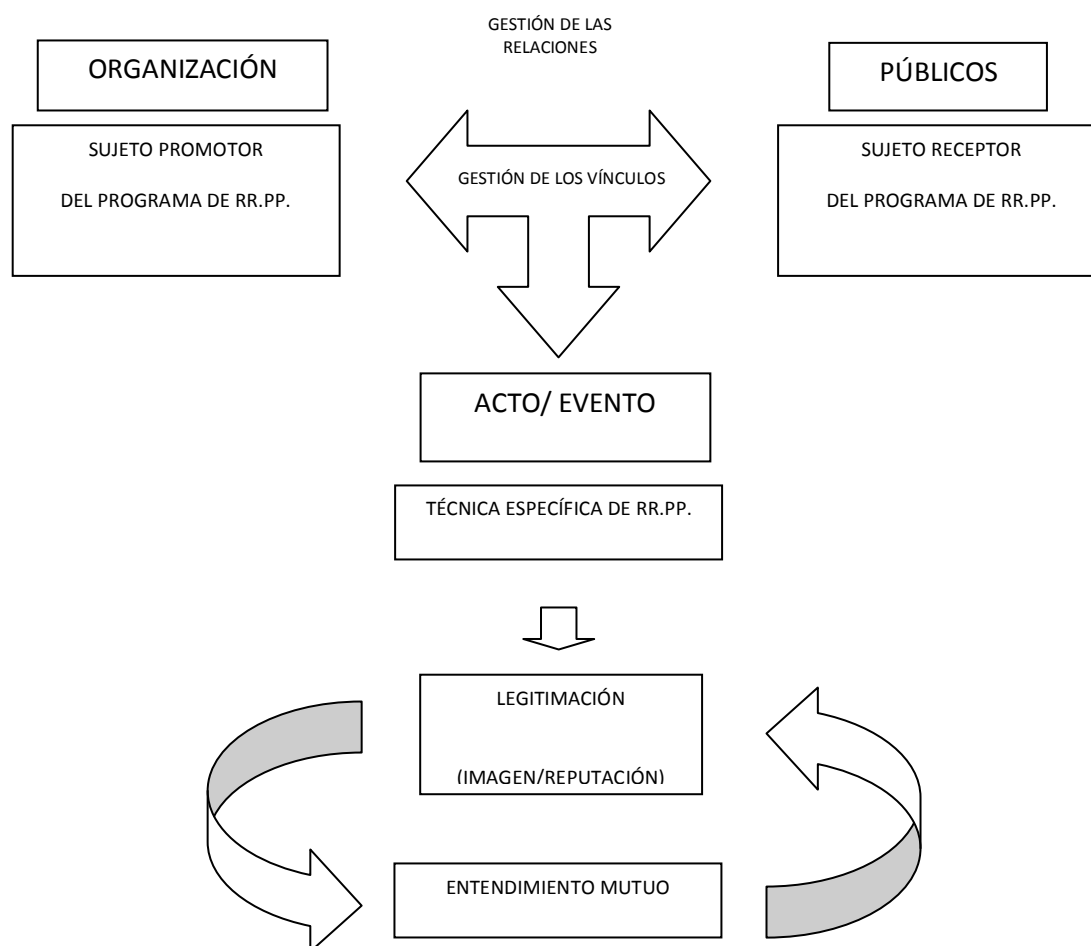 GESTIÓN DE LAS
RELACIONES
ORGANIZACIÓN
PÚBLICOS
SUJETO PROMOTOR
DEL PROGRAMA DE RR.PP.
GESTIÓN DE LOS VÍNCULOS
SUJETO RECEPTOR
DEL PROGRAMA DE RR.PP.
ACTO/ EVENTO
TÉCNICA ESPECÍFICA DE RR.PP.
LEGITIMACIÓN
(IMAGEN/REPUTACIÓN)
ENTENDIMIENTO MUTUO